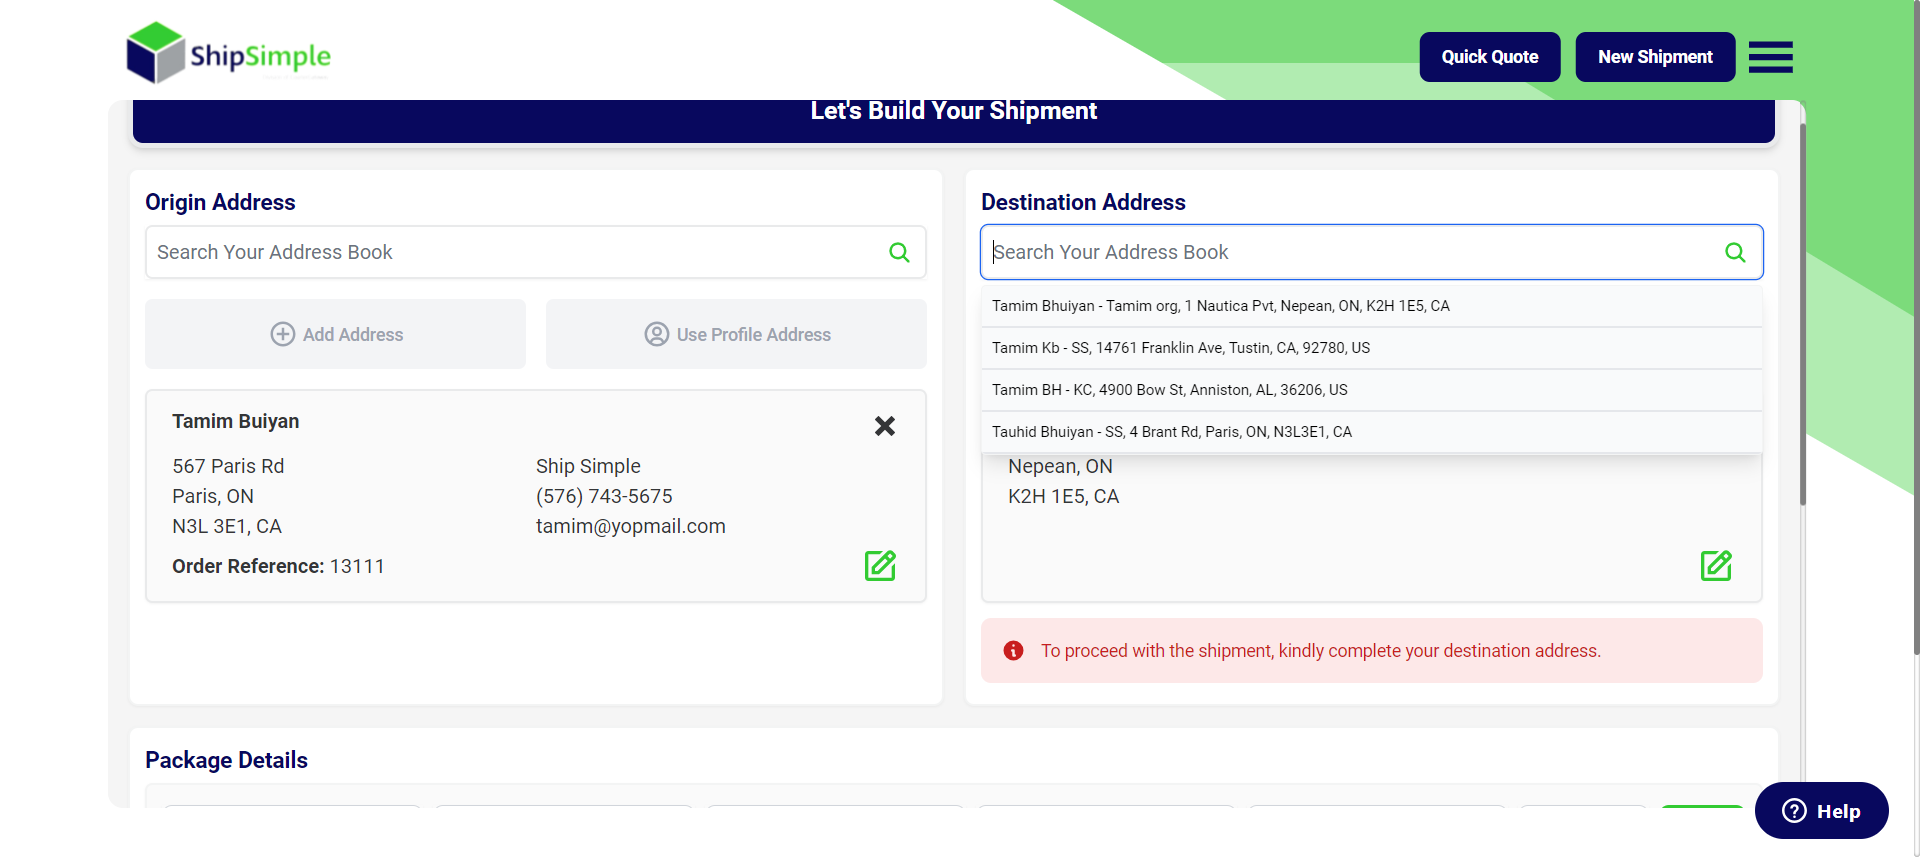 ShipSimple
Quick Quote
New Shipment
Let's Build Your Shipment
Origin Address
Search Your Address Book
Add Address
Use Profile Address
Tamim Buiyan
567 Paris Rd
Paris, ON
N3L 3E1, CA
Ship Simple
(576) 743-5675
tamim@yopmail.com
Order Reference: 13111
Destination Address
Search Your Address Book
Tamim Bhuiyan - Tamim org, 1 Nautica Pvt, Nepean, ON, K2H 1E5, CA
Tamim Kb - SS, 14761 Franklin Ave, Tustin, CA, 92780, US
Tamim BH - KC, 4900 Bow St, Anniston, AL, 36206, US
Tauhid Bhuiyan - SS, 4 Brant Rd, Paris, ON, N3L3E1, CA
Nepean, ON
K2H 1E5, CA
To proceed with the shipment, kindly complete your destination address.
Package Details
Help